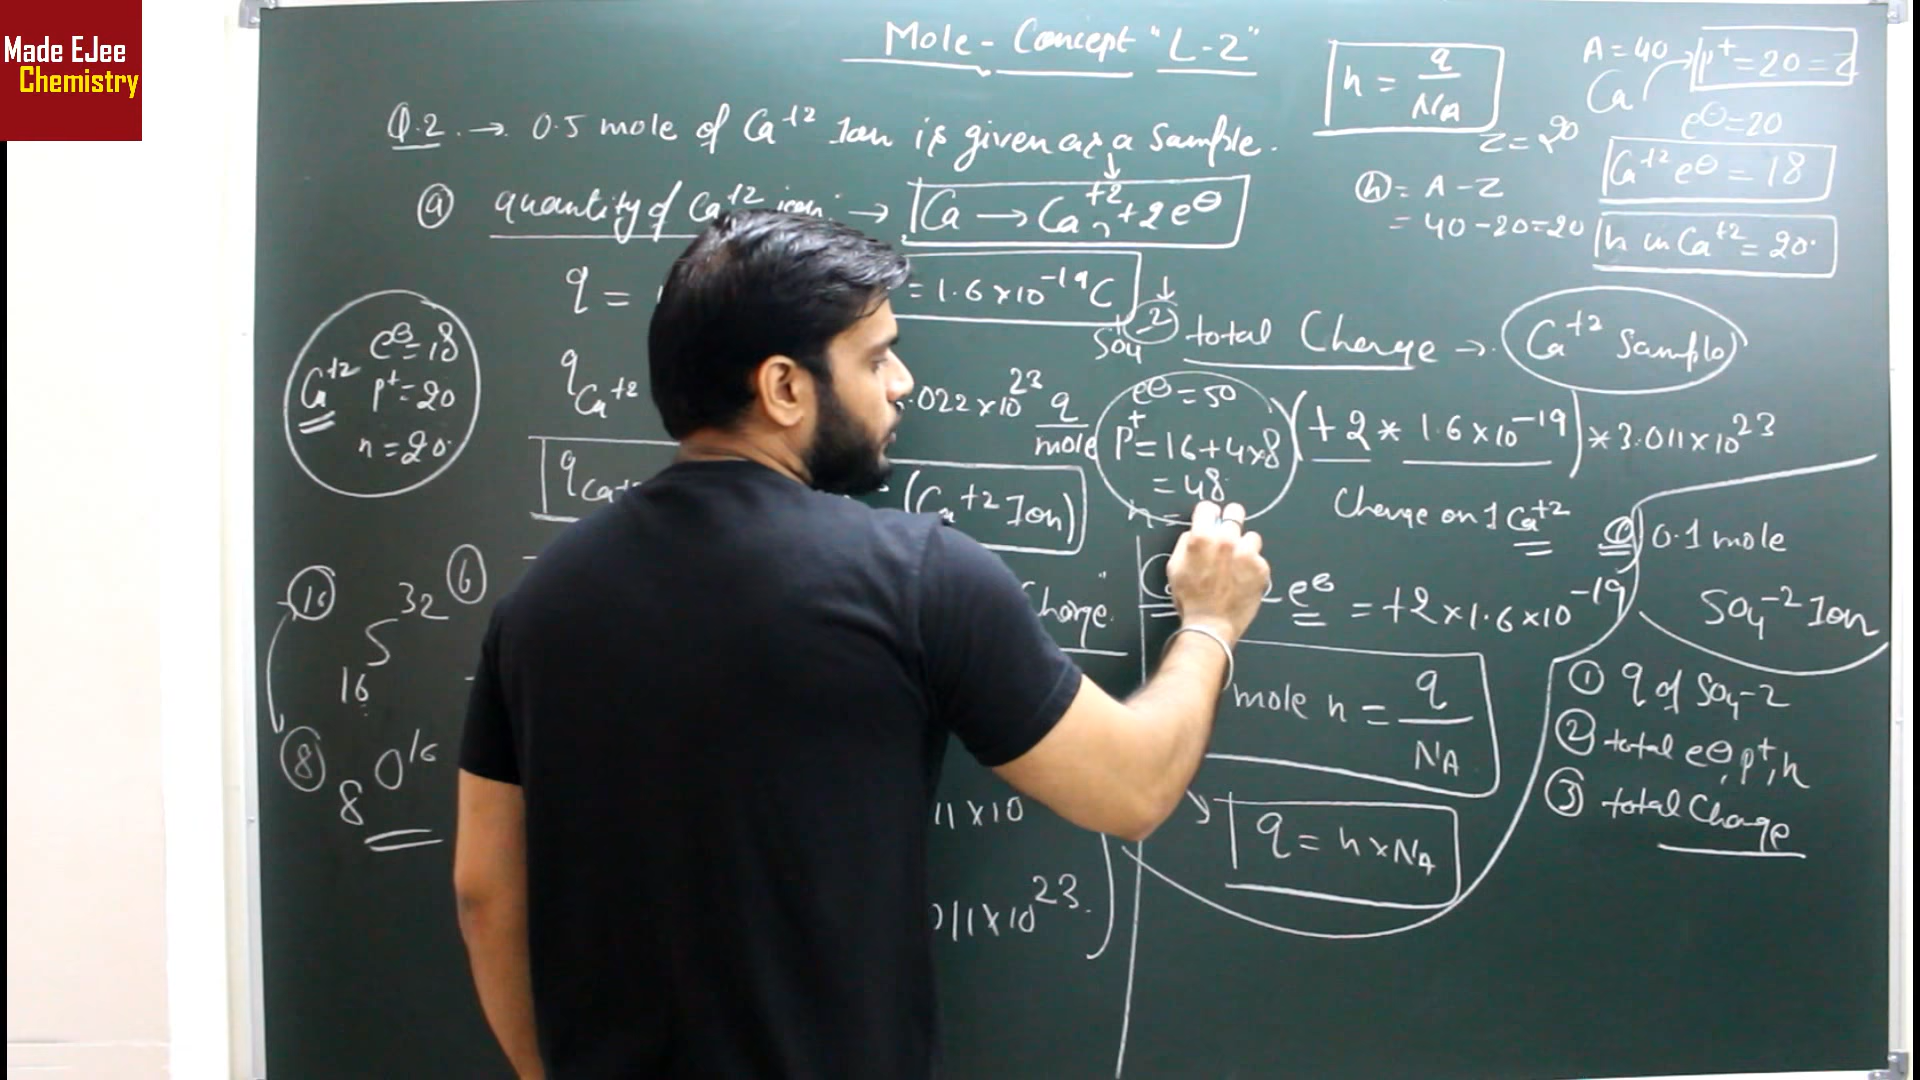 Made EJee
Chemistry
Mole-Concept "L-2"
n = q/NA
A = 40
Ca
p+ = 20 = Z
e⊖ = 20
Ca+2 e⊖ = 18
n in Ca+2 = 20
Z = 20
(n) = A - Z
= 40 - 20 = 20
Q.2 → 0.5 mole of Ca+2 Ion is given as a sample.
(a) quantity of Ca+2 ion → Ca → Ca+2 + 2e⊖
q =
= 1.6 × 10^-19 C
qCa+2
.022 × 10^23 q/mole
qCa+
(Ca+2 Ion)
Ca+2
e⊖ = 18
p+ = 20
n = 20
SO4 -2
total Charge → Ca+2 Sample
e⊖ = 50
p+ = 16 + 4×8
= 48
n =
(+2 * 1.6 × 10^-19) * 3.011 × 10^23
Charge on 1 Ca+2
e⊖ = +2 × 1.6 × 10^-19
Charge
mole n = q/NA
q = n × NA
11 × 10
011 × 10^23
0.1 mole
SO4-2 Ion
(1) q of SO4-2
(2) total e⊖, p+, n
(3) total Charge
16
16 S 32
6
8
8 O 16